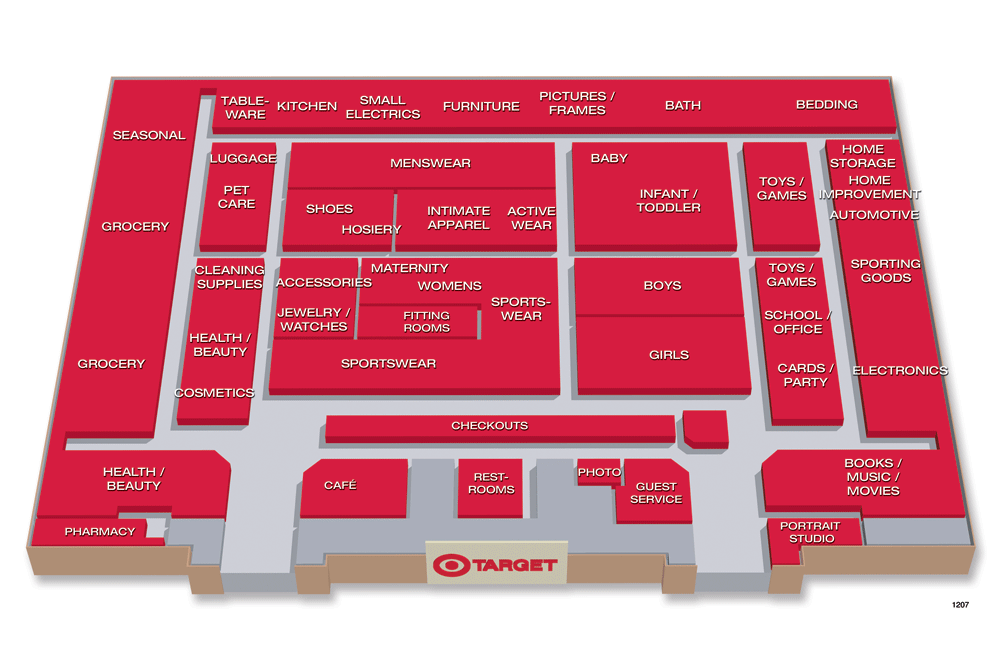 TABLE-
WARE
KITCHEN
SMALL
ELECTRICS
FURNITURE
PICTURES /
FRAMES
BATH
BEDDING
SEASONAL
GROCERY
GROCERY
LUGGAGE
PET
CARE
MENSWEAR
SHOES
HOSIERY
INTIMATE
APPAREL
ACTIVE
WEAR
BABY
INFANT /
TODDLER
TOYS /
GAMES
HOME
STORAGE
HOME
IMPROVEMENT
AUTOMOTIVE
SPORTING
GOODS
ELECTRONICS
CLEANING
SUPPLIES
HEALTH /
BEAUTY
COSMETICS
ACCESSORIES
JEWELRY /
WATCHES
MATERNITY
WOMENS
FITTING
ROOMS
SPORTS-
WEAR
SPORTSWEAR
BOYS
GIRLS
TOYS /
GAMES
SCHOOL /
OFFICE
CARDS /
PARTY
CHECKOUTS
HEALTH /
BEAUTY
PHARMACY
CAFÉ
REST-
ROOMS
PHOTO
GUEST
SERVICE
BOOKS /
MUSIC /
MOVIES
PORTRAIT
STUDIO
TARGET
1207